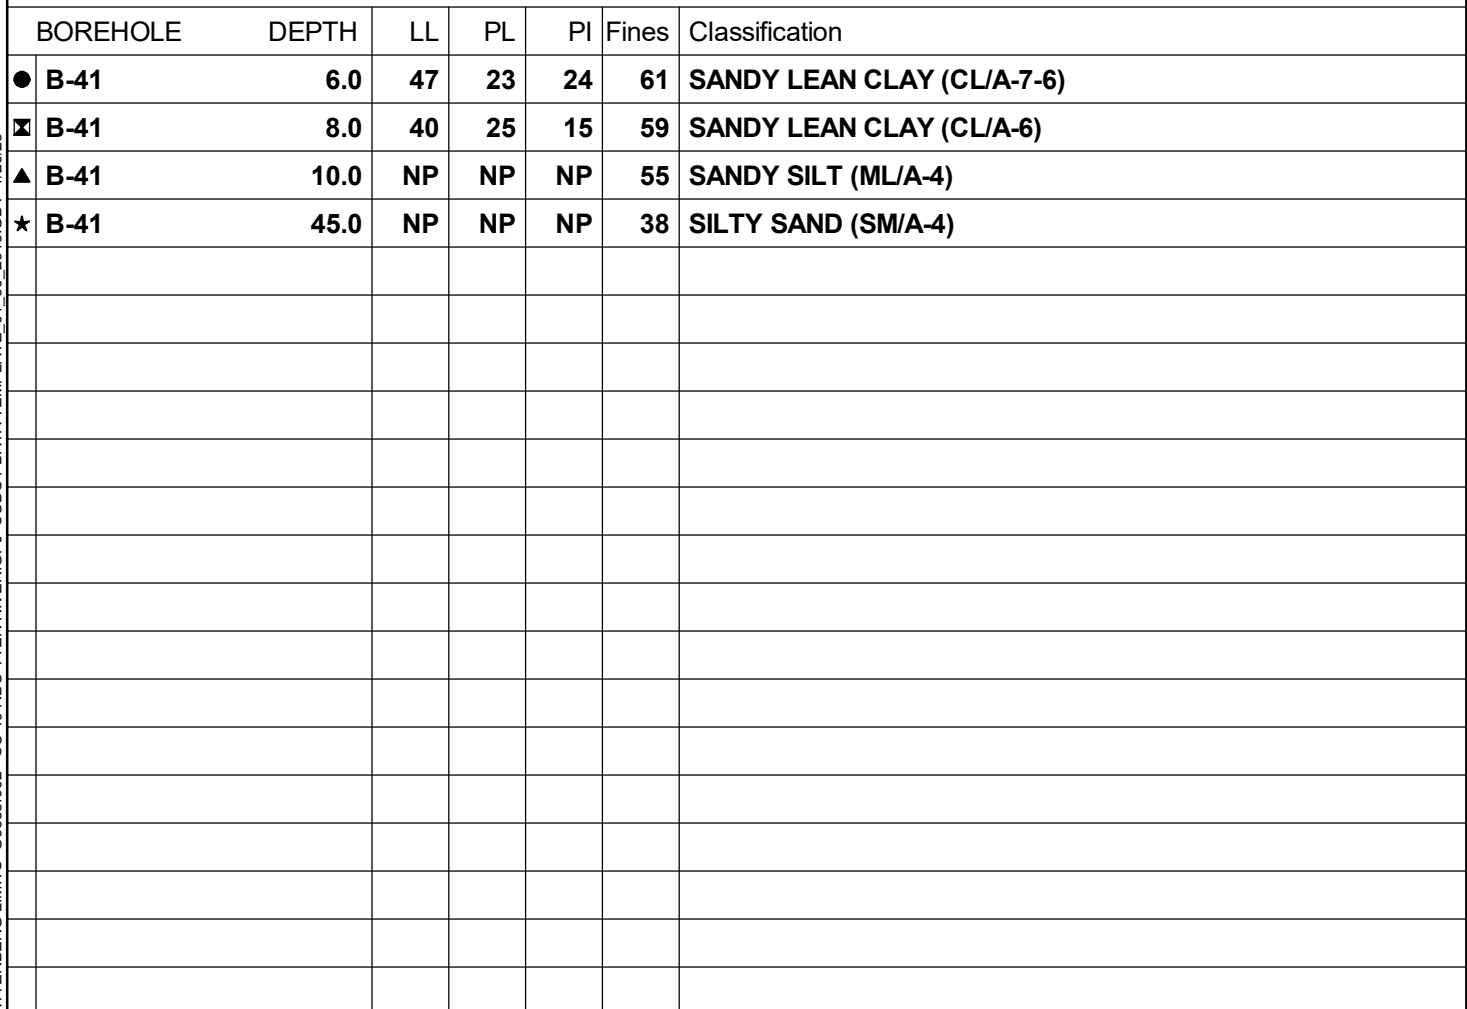 BOREHOLE DEPTH LL PL PI Fines Classification
B-41 6.0 47 23 24 61 SANDY LEAN CLAY (CL/A-7-6)
B-41 8.0 40 25 15 59 SANDY LEAN CLAY (CL/A-6)
B-41 10.0 NP NP NP 55 SANDY SILT (ML/A-4)
B-41 45.0 NP NP NP 38 SILTY SAND (SM/A-4)